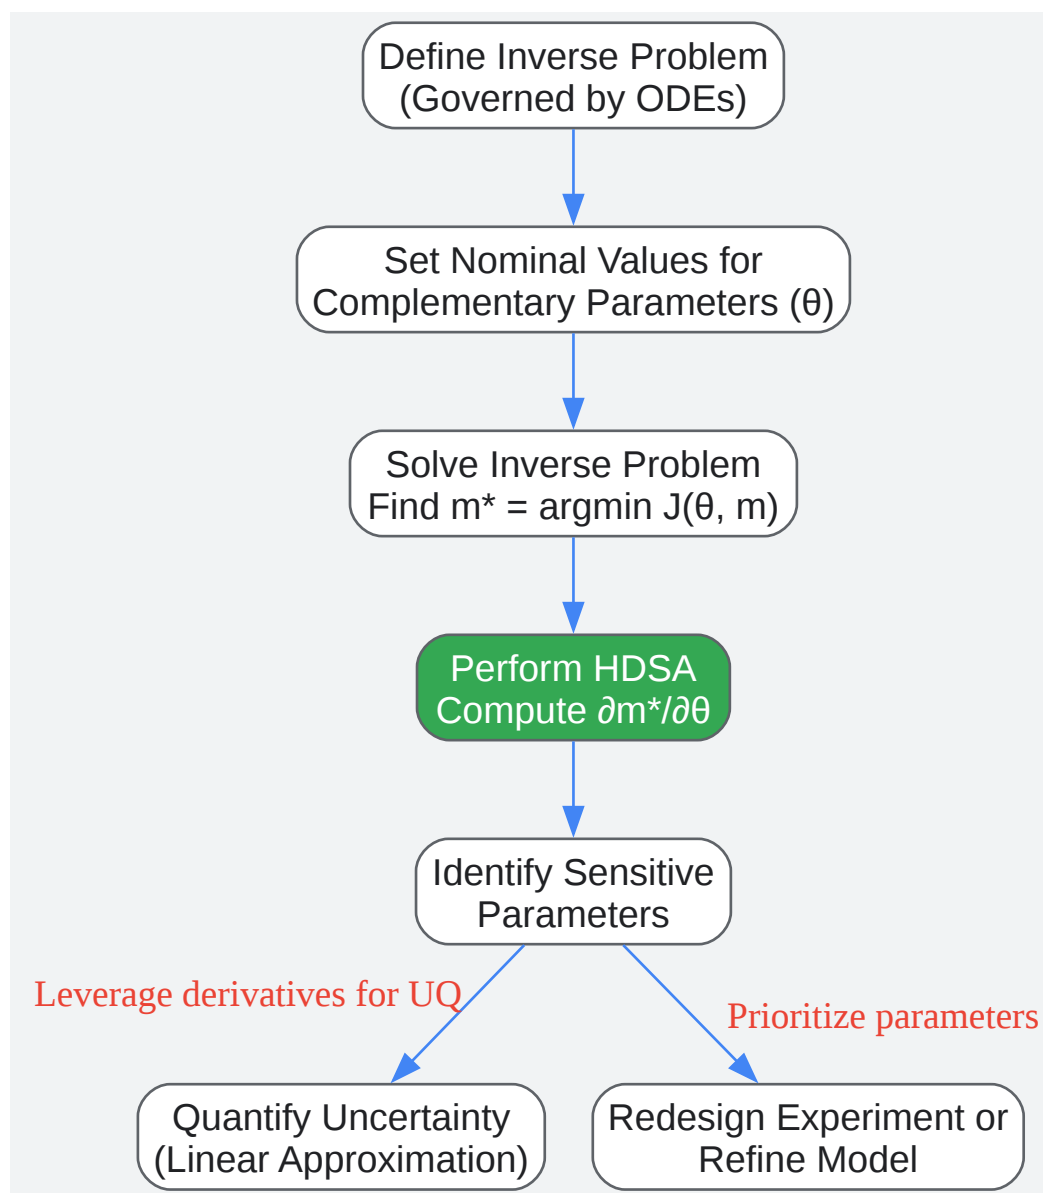 Define Inverse Problem
(Governed by ODEs)
Set Nominal Values for
Complementary Parameters (θ)
Solve Inverse Problem
Find m* = argmin J(θ, m)
Perform HDSA
Compute ∂m*/∂θ
Identify Sensitive
Parameters
Leverage derivatives for UQ
Prioritize parameters
Quantify Uncertainty
(Linear Approximation)
Redesign Experiment or
Refine Model